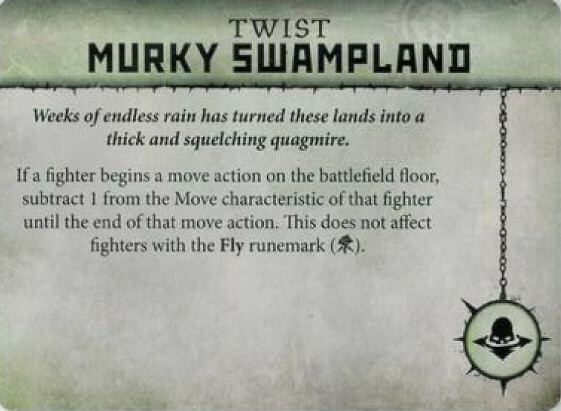 TWIST
MURKY SWAMPLAND
Weeks of endless rain has turned these lands into a
thick and squelching quagmire.
If a fighter begins a move action on the battlefield floor,
subtract 1 from the Move characteristic of that fighter
until the end of that move action. This does not affect
fighters with the Fly runemark ( ).